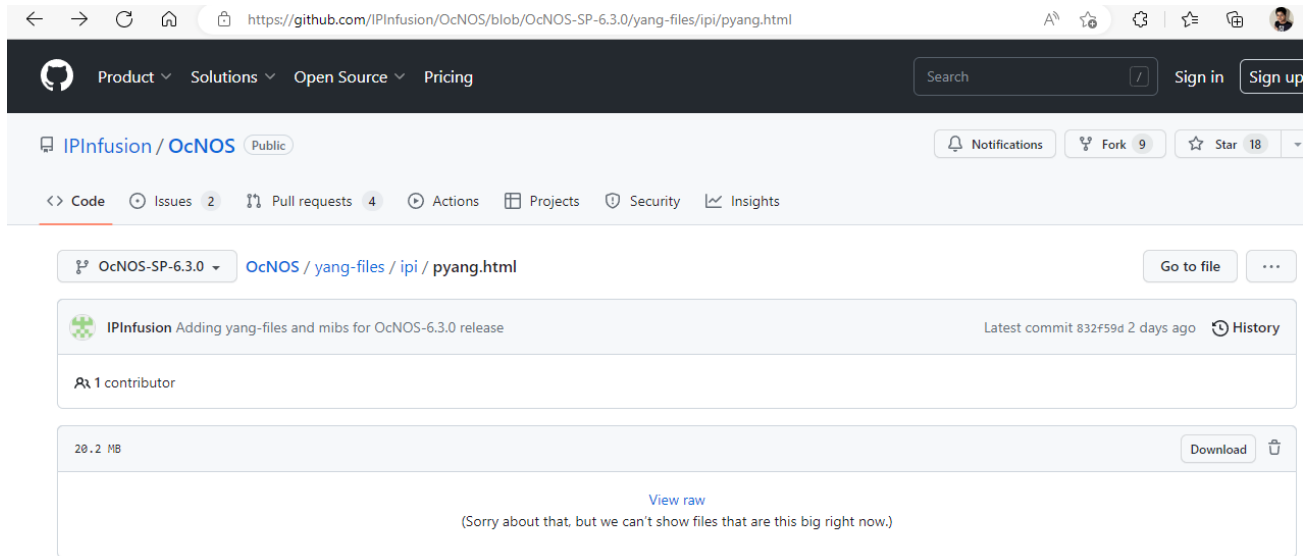 https://github.com/IPInfusion/OcNOS/blob/OcNOS-SP-6.3.0/yang-files/ipi/pyang.html
Product Solutions Open Source Pricing Search / Sign in Sign up
IPInfusion / OcNOS Public Notifications Fork 9 Star 18
Code Issues 2 Pull requests 4 Actions Projects Security Insights
OcNOS-SP-6.3.0 OcNOS / yang-files / ipi / pyang.html Go to file ...
IPInfusion Adding yang-files and mibs for OcNOS-6.3.0 release Latest commit 832f59d 2 days ago History
1 contributor
20.2 MB Download
View raw
(Sorry about that, but we can't show files that are this big right now.)